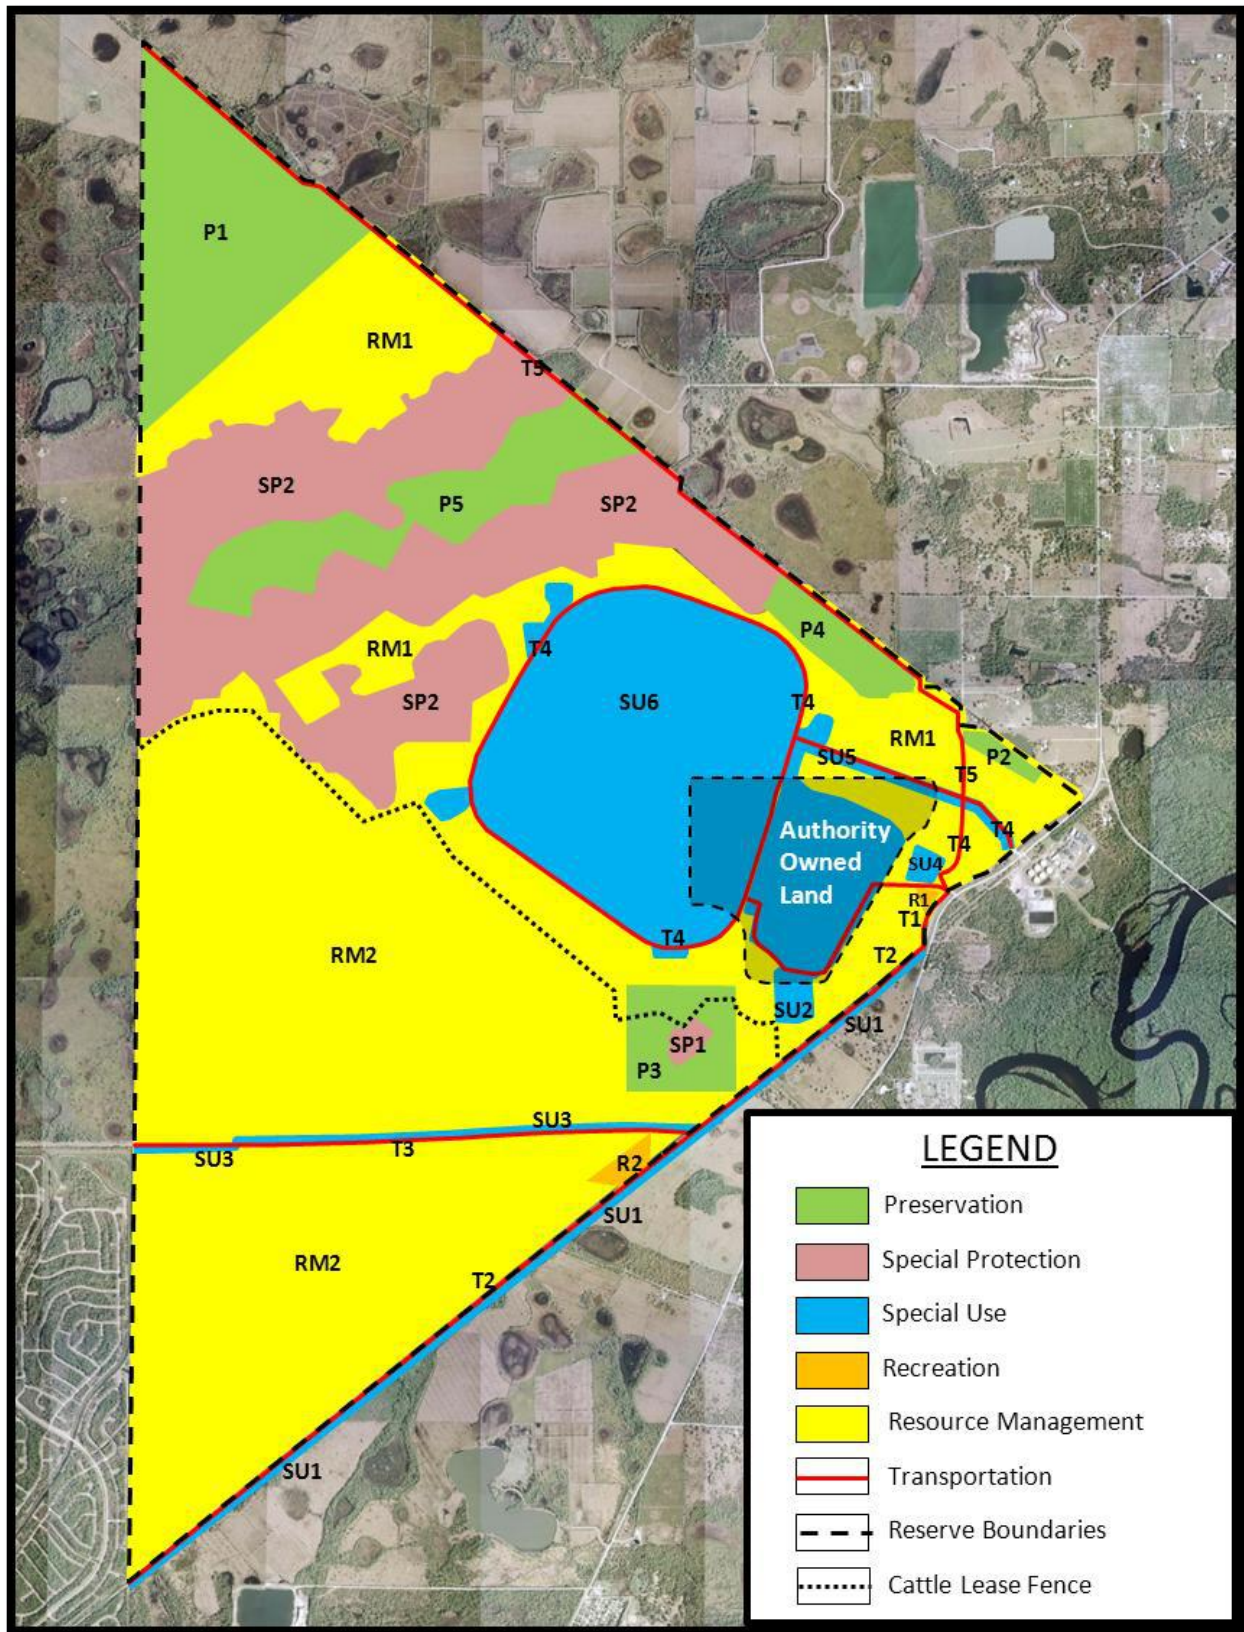 P1
RM1
T5
SP2
P5
SP2
RM1
SP2
T4
SU6
P4
T4
RM1
P2
SU5
T5
T4
Authority
Owned
Land
T4
SU4
R1
T1
T2
RM2
T4
SU2
SU1
SP1
P3
SU3
SU3
T3
R2
SU1
RM2
T2
SU1
LEGEND
Preservation
Special Protection
Special Use
Recreation
Resource Management
Transportation
Reserve Boundaries
Cattle Lease Fence